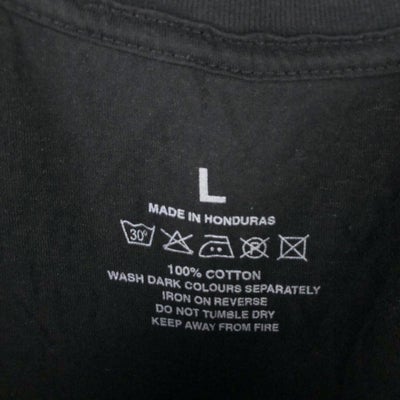 L
MADE IN HONDURAS
30°
100% COTTON
WASH DARK COLOURS SEPARATELY
IRON ON REVERSE
DO NOT TUMBLE DRY
KEEP AWAY FROM FIRE